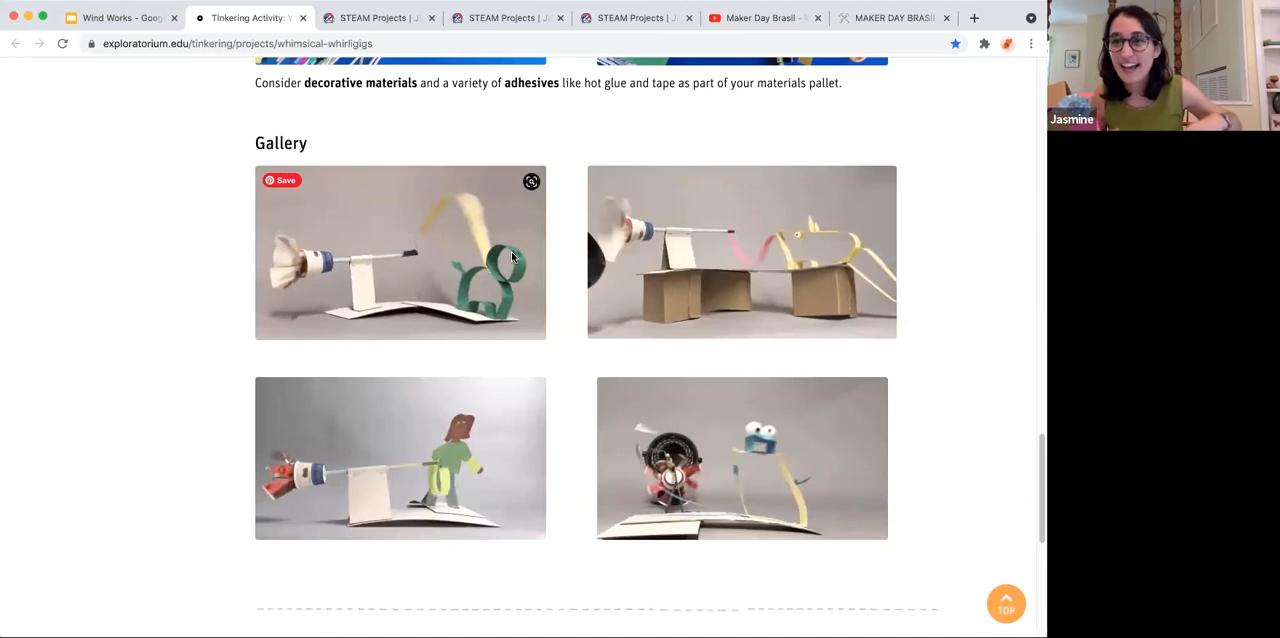 Wind Works - Goog
Tinkering Activity: W
STEAM Projects | J
STEAM Projects | Ja
STEAM Projects | J
Maker Day Brasil -
MAKER DAY BRASIL
exploratorium.edu/tinkering/projects/whimsical-whirligigs
Jasmine
Consider decorative materials and a variety of adhesives like hot glue and tape as part of your materials pallet.
Gallery
Save
TOP